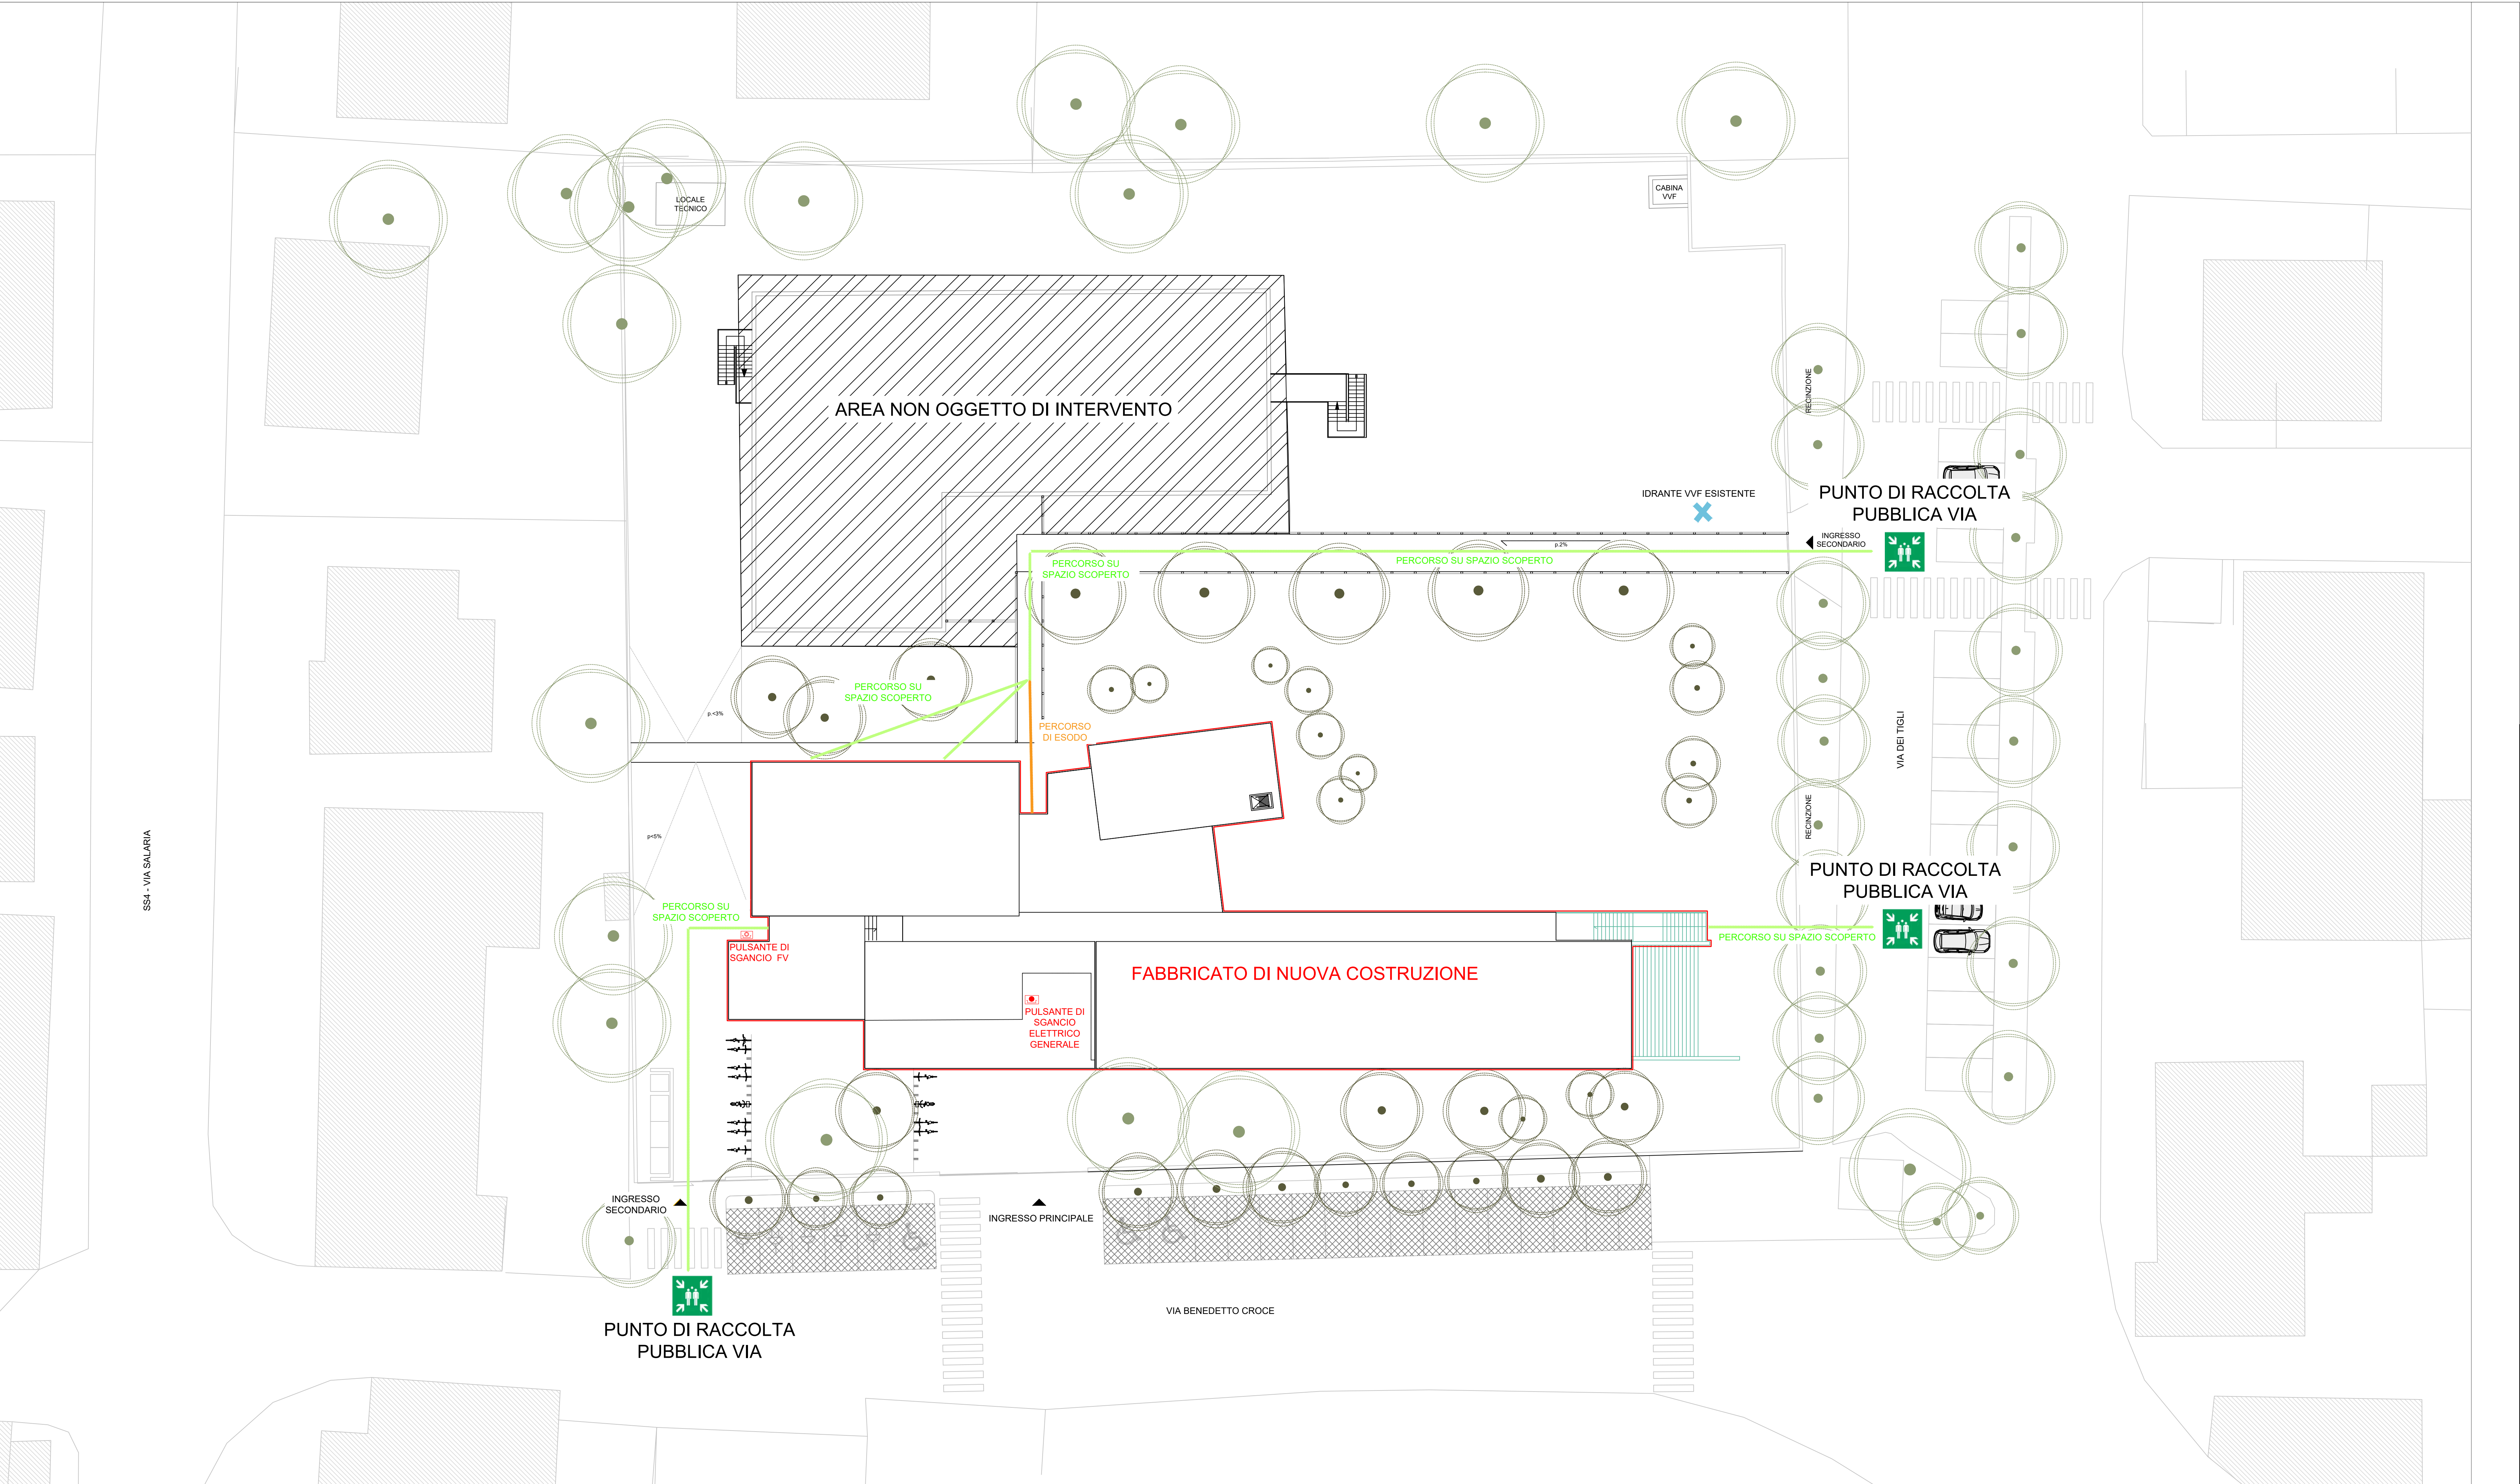 LOCALE
TECNICO
CABINA
VVF
AREA NON OGGETTO DI INTERVENTO
RECINZIONE
IDRANTE VVF ESISTENTE
PUNTO DI RACCOLTA
PUBBLICA VIA
INGRESSO
SECONDARIO
p.2%
PERCORSO SU
SPAZIO SCOPERTO
PERCORSO SU SPAZIO SCOPERTO
PERCORSO SU
SPAZIO SCOPERTO
p.<3%
PERCORSO
DI ESODO
VIA DEI TIGLI
RECINZIONE
p<5%
SS4 - VIA SALARIA
PUNTO DI RACCOLTA
PUBBLICA VIA
PERCORSO SU
SPAZIO SCOPERTO
PERCORSO SU SPAZIO SCOPERTO
PULSANTE DI
SGANCIO FV
FABBRICATO DI NUOVA COSTRUZIONE
PULSANTE DI
SGANCIO
ELETTRICO
GENERALE
INGRESSO
SECONDARIO
INGRESSO PRINCIPALE
VIA BENEDETTO CROCE
PUNTO DI RACCOLTA
PUBBLICA VIA